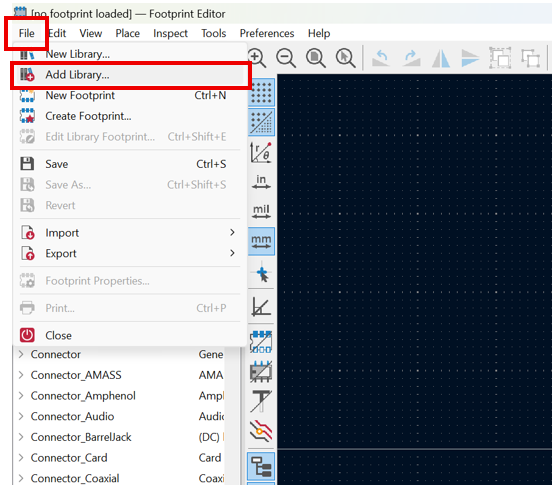 [no footprint loaded] — Footprint Editor
File Edit View Place Inspect Tools Preferences Help
New Library...
Add Library...
New Footprint Ctrl+N
Create Footprint...
Edit Library Footprint... Ctrl+Shift+E
Save Ctrl+S
Save As... Ctrl+Shift+S
Revert
Import
Export
Footprint Properties...
Print... Ctrl+P
Close
Connector Gene
Connector_AMASS AMA
Connector_Amphenol Ampl
Connector_Audio Audio
Connector_BarrelJack (DC)
Connector_Card Card
Connector_Coaxial Coaxi
r
θ
in
mil
mm
T